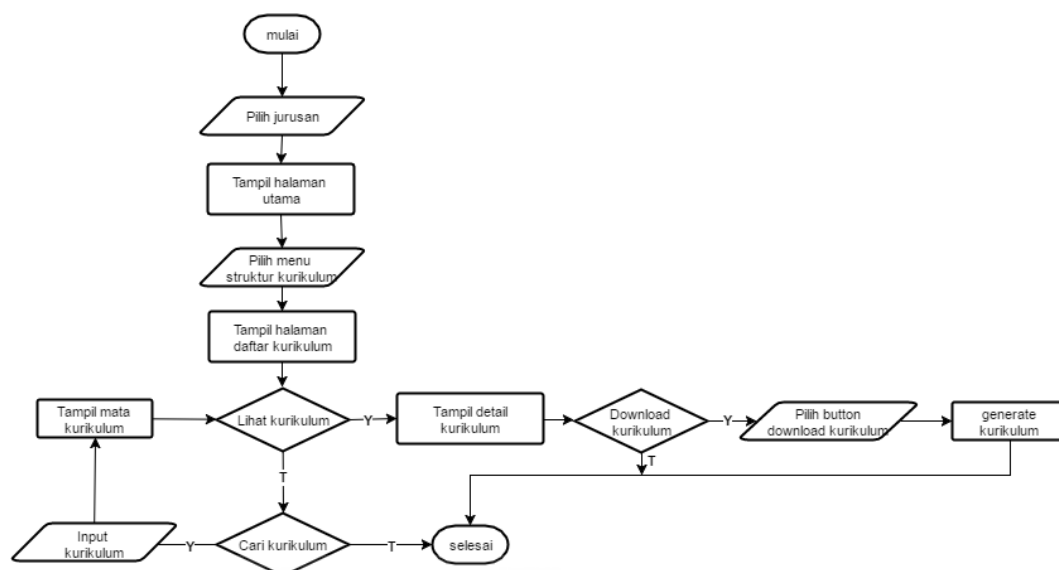 mulai
Pilih jurusan
Tampil halaman
utama
Pilih menu
struktur kurikulum
Tampil halaman
daftar kurikulum
Tampil mata
kurikulum
Lihat kurikulum
Y
Tampil detail
kurikulum
Download
kurikulum
Y
Pilih button
download kurikulum
generate
kurikulum
T
T
Input
kurikulum
Y
Cari kurikulum
T
selesai